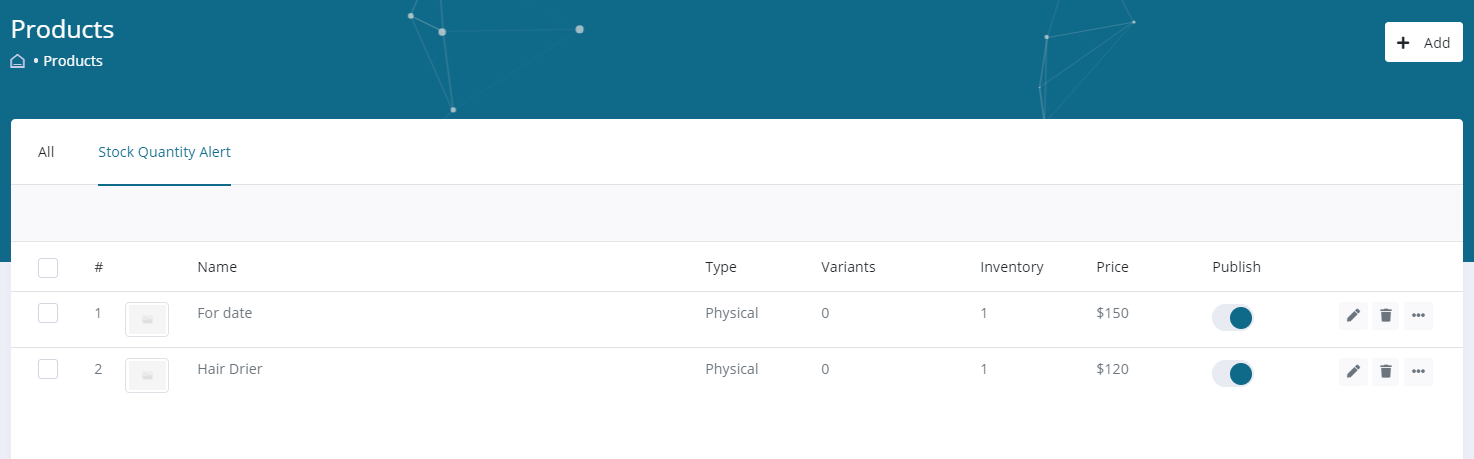 Products
• Products
Add
All Stock Quantity Alert
# Name Type Variants Inventory Price Publish
1 For date Physical 0 1 $150
2 Hair Drier Physical 0 1 $120